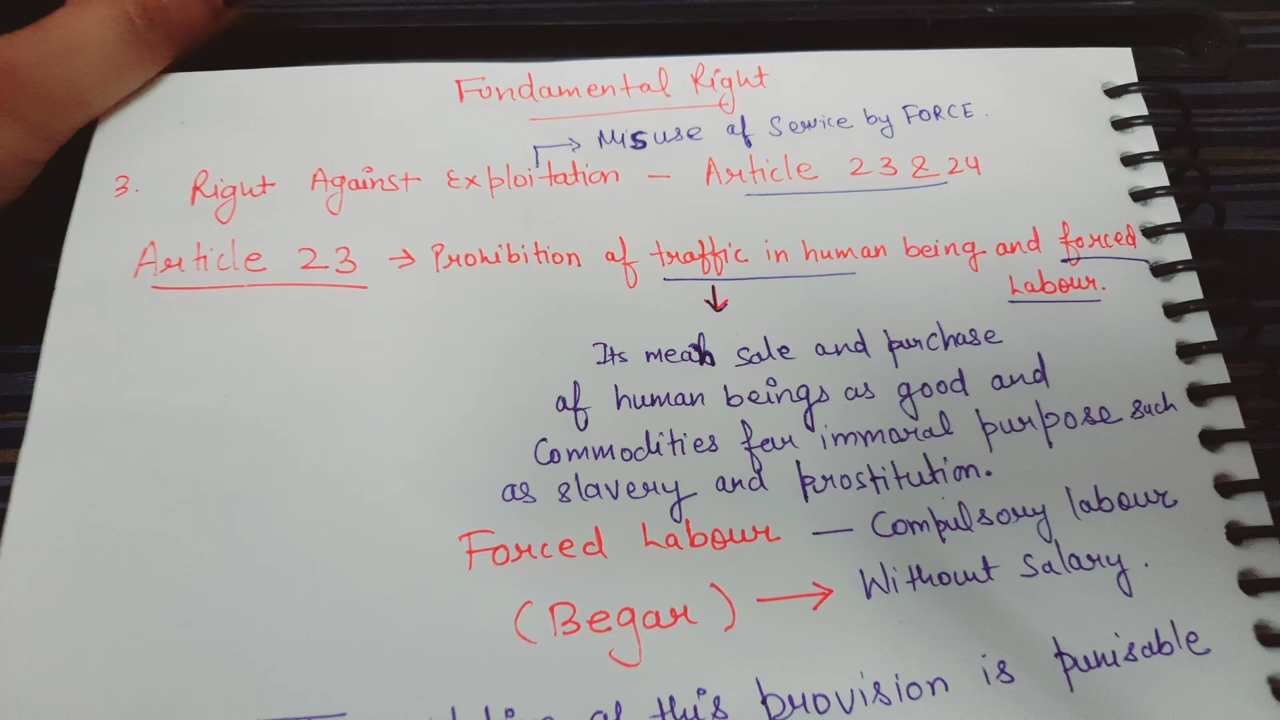 Fundamental Right
→ Misuse of Service by FORCE.
3. Right Against Exploitation – Article 23 & 24
Article 23 → Prohibition of traffic in human being and forced
Labour.
↓
Its mean sale and purchase
of human beings as good and
Commodities for immoral purpose such
as slavery and prostitution.
Forced Labour — Compulsory labour
(Begar) → Without Salary.
of this provision is punisable